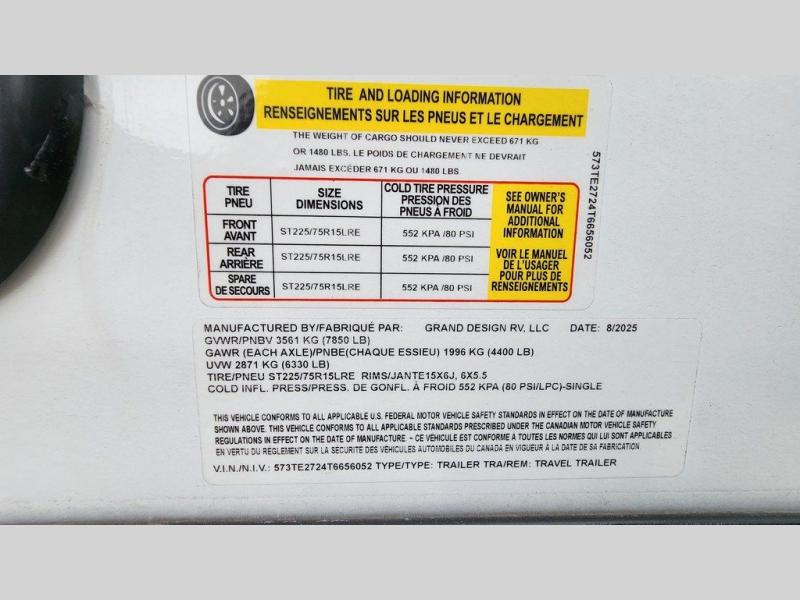 TIRE AND LOADING INFORMATION
RENSEIGNEMENTS SUR LES PNEUS ET LE CHARGEMENT
THE WEIGHT OF CARGO SHOULD NEVER EXCEED 671 KG
OR 1480 LBS. LE POIDS DE CHARGEMENT NE DEVRAIT
JAMAIS EXCÉDER 671 KG OU 1480 LBS.
TIRE SIZE COLD TIRE PRESSURE
PNEU DIMENSIONS PRESSION DES
PNEUS À FROID
FRONT
AVANT ST225/75R15LRE 552 KPA /80 PSI
REAR
ARRIÈRE ST225/75R15LRE 552 KPA /80 PSI
SPARE
DE SECOURS ST225/75R15LRE 552 KPA /80 PSI
SEE OWNER'S
MANUAL FOR
ADDITIONAL
INFORMATION
VOIR LE MANUEL
DE L'USAGER
POUR PLUS DE
RENSEIGNEMENTS
573TE2724T6656052
MANUFACTURED BY/FABRIQUÉ PAR: GRAND DESIGN RV, LLC DATE: 8/2025
GVWR/PNBV 3561 KG (7850 LB)
GAWR (EACH AXLE)/PNBE(CHAQUE ESSIEU) 1996 KG (4400 LB)
UVW 2871 KG (6330 LB)
TIRE/PNEU ST225/75R15LRE RIMS/JANTE15X6J, 6X5.5
COLD INFL. PRESS/PRESS. DE GONFL. À FROID 552 KPA (80 PSI/LPC)-SINGLE
THIS VEHICLE CONFORMS TO ALL APPLICABLE U.S. FEDERAL MOTOR VEHICLE SAFETY STANDARDS IN EFFECT ON THE DATE OF MANUFACTURE
SHOWN ABOVE. THIS VEHICLE CONFORMS TO ALL APPLICABLE STANDARDS PRESCRIBED UNDER THE CANADIAN MOTOR VEHICLE SAFETY
REGULATIONS IN EFFECT ON THE DATE OF MANUFACTURE. - CE VÉHICULE EST CONFORME À TOUTES LES NORMES QUI LUI SONT APPLICABLES
EN VERTU DU RÈGLEMENT SUR LA SÉCURITÉ DES VÉHICULES AUTOMOBILES DU CANADA EN VIGUEUR À LA DATE DE SA FABRICATION.
V.I.N./N.I.V.: 573TE2724T6656052 TYPE/TYPE: TRAILER TRA/REM: TRAVEL TRAILER